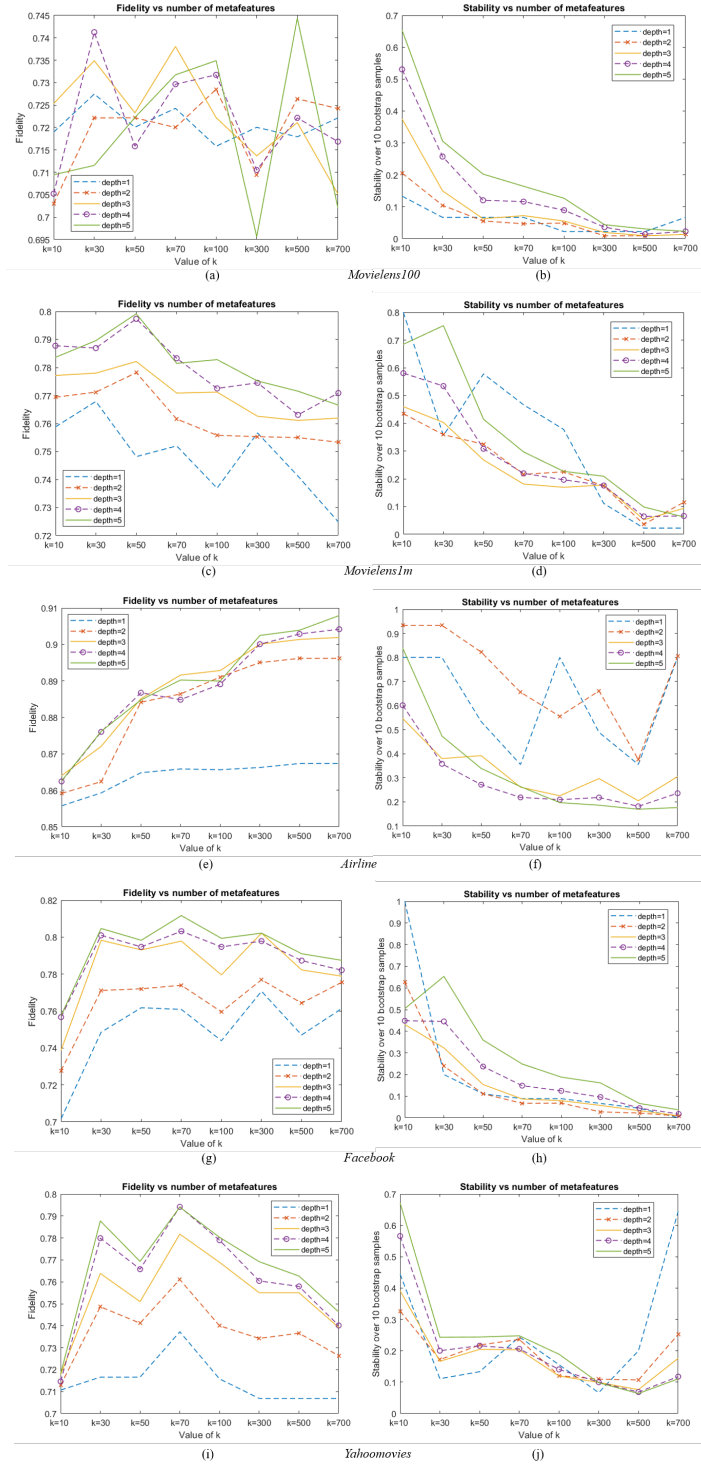 Fidelity vs number of metafeatures
Stability vs number of metafeatures
0.745
0.74
0.735
0.73
0.725
0.72
0.715
0.71
0.705
0.7
0.695
Fidelity
depth=1
depth=2
depth=3
depth=4
depth=5
k=10 k=30 k=50 k=70 k=100 k=300 k=500 k=700
Value of k
0.7
0.6
0.5
0.4
0.3
0.2
0.1
0
Stability over 10 bootstrap samples
depth=1
depth=2
depth=3
depth=4
depth=5
k=10 k=30 k=50 k=70 k=100 k=300 k=500 k=700
Value of k
(a) Movielens100 (b)
Fidelity vs number of metafeatures
Stability vs number of metafeatures
0.8
0.79
0.78
0.77
0.76
0.75
0.74
0.73
0.72
Fidelity
depth=1
depth=2
depth=3
depth=4
depth=5
k=10 k=30 k=50 k=70 k=100 k=300 k=500 k=700
Value of k
0.8
0.7
0.6
0.5
0.4
0.3
0.2
0.1
0
Stability over 10 bootstrap samples
depth=1
depth=2
depth=3
depth=4
depth=5
k=10 k=30 k=50 k=70 k=100 k=300 k=500 k=700
Value of k
(c) Movielens1m (d)
Fidelity vs number of metafeatures
Stability vs number of metafeatures
0.91
0.9
0.89
0.88
0.87
0.86
0.85
Fidelity
depth=1
depth=2
depth=3
depth=4
depth=5
k=10 k=30 k=50 k=70 k=100 k=300 k=500 k=700
Value of k
1
0.9
0.8
0.7
0.6
0.5
0.4
0.3
0.2
0.1
Stability over 10 bootstrap samples
depth=1
depth=2
depth=3
depth=4
depth=5
k=10 k=30 k=50 k=70 k=100 k=300 k=500 k=700
Value of k
(e) Airline (f)
Fidelity vs number of metafeatures
Stability vs number of metafeatures
0.82
0.8
0.78
0.76
0.74
0.72
0.7
Fidelity
depth=1
depth=2
depth=3
depth=4
depth=5
k=10 k=30 k=50 k=70 k=100 k=300 k=500 k=700
Value of k
1
0.9
0.8
0.7
0.6
0.5
0.4
0.3
0.2
0.1
0
Stability over 10 bootstrap samples
depth=1
depth=2
depth=3
depth=4
depth=5
k=10 k=30 k=50 k=70 k=100 k=300 k=500 k=700
Value of k
(g) Facebook (h)
Fidelity vs number of metafeatures
Stability vs number of metafeatures
0.8
0.79
0.78
0.77
0.76
0.75
0.74
0.73
0.72
0.71
0.7
Fidelity
depth=1
depth=2
depth=3
depth=4
depth=5
k=10 k=30 k=50 k=70 k=100 k=300 k=500 k=700
Value of k
0.7
0.6
0.5
0.4
0.3
0.2
0.1
0
Stability over 10 bootstrap samples
depth=1
depth=2
depth=3
depth=4
depth=5
k=10 k=30 k=50 k=70 k=100 k=300 k=500 k=700
Value of k
(i) Yahoomovies (j)